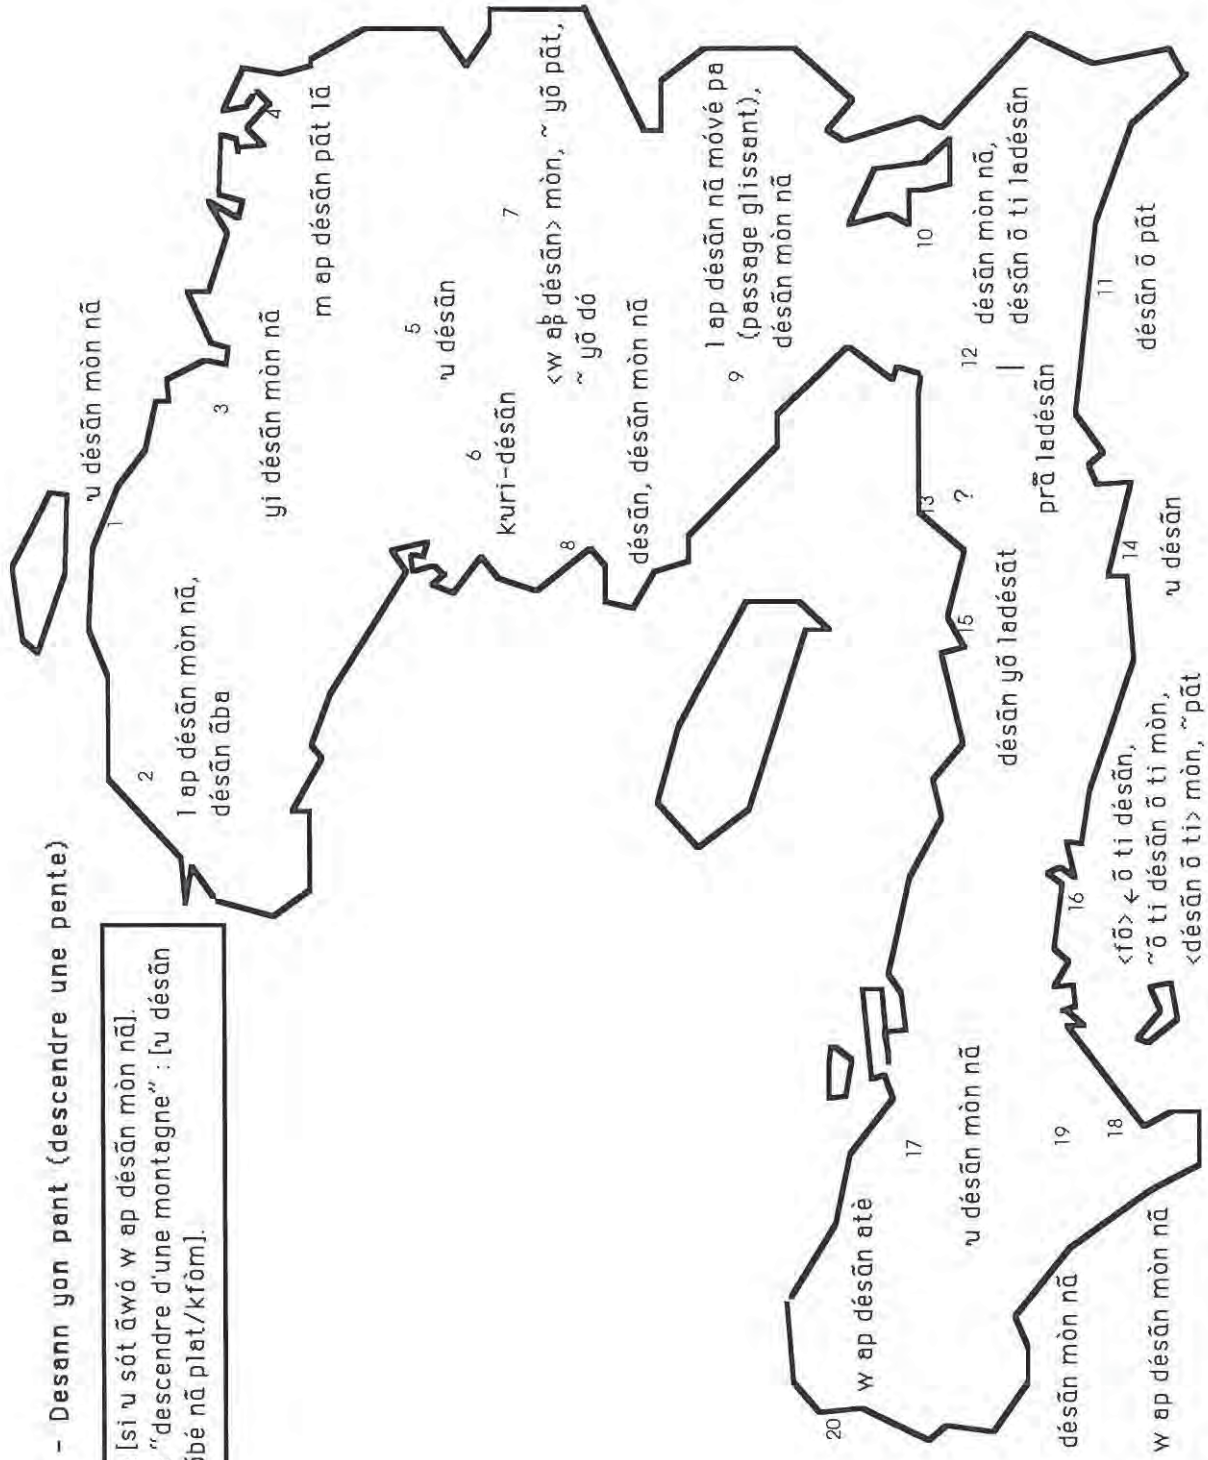 - Desann yon pant (descendre une pente)
[si u sót ãwó w ap désãn mòn nã].
"descendre d'une montagne" : [u désãn
nã plat/kfòm].
1
u désãn mòn nã
2
l ap désãn mòn nã,
désãn ãba
3
yi désãn mòn nã
4
m ap désãn pãt lã
5
u désãn
6
kuri-désãn
7
<w ap désãn> mòn, ~ yõ pãt,
~ yõ dó
8
désãn, désãn mòn nã
9
l ap désãn nã móvé pa
(passage glissant),
désãn mòn nã
10
11
désãn õ pãt
12
désãn mòn nã,
désãn õ ti ladésãn
prã ladésãn
13
?
14
u désãn
15
désãn yõ ladésãt
16
<fõ> ← õ ti désãn,
~õ ti désãn õ ti mòn,
<désãn õ ti> mòn, ~pãt
17
u désãn mòn nã
18
w ap désãn mòn nã
19
désãn mòn nã
20
w ap désãn atè